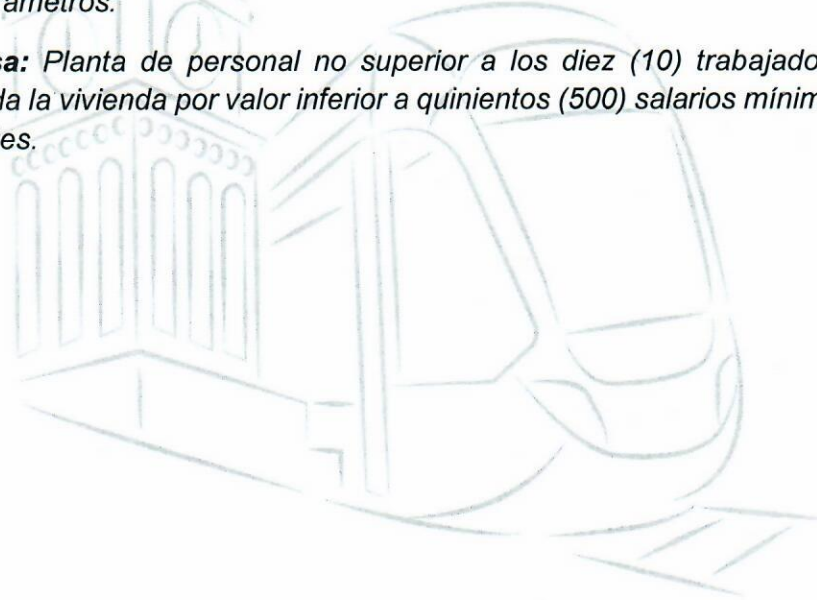 ámetros.
sa: Planta de personal no superior a los diez (10) trabajado
da la vivienda por valor inferior a quinientos (500) salarios mínim
es.